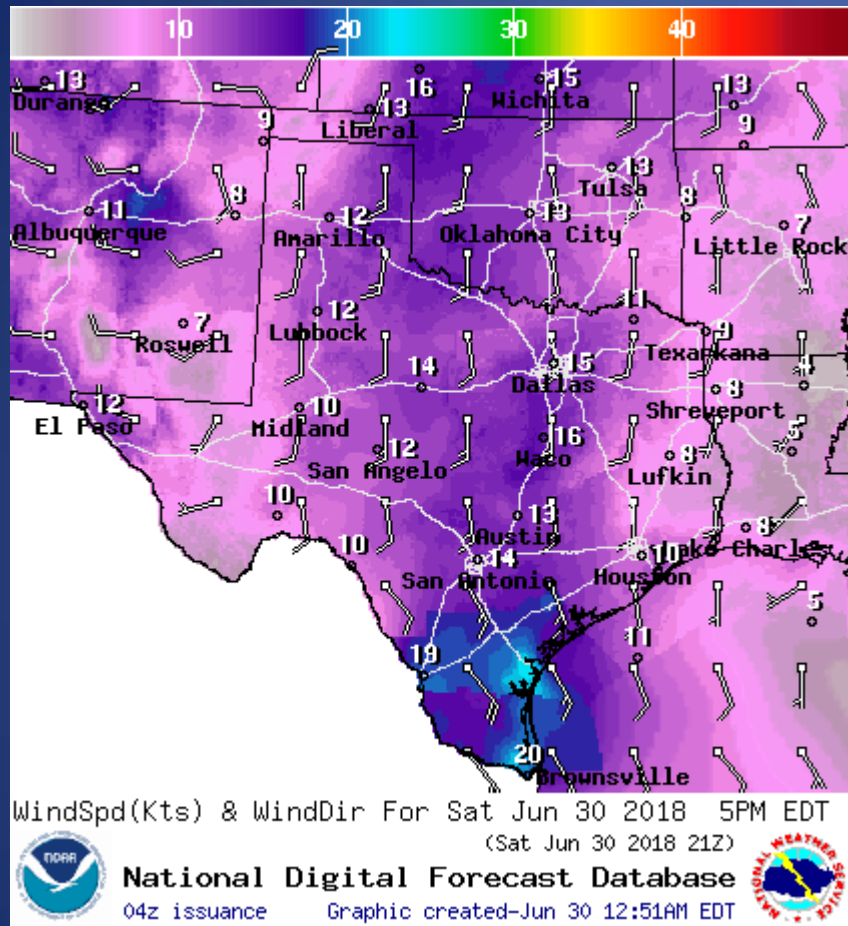 10 20 30 40
13 16 15 13
Durango Wichita
13
Liberal
9 9
13
Tulsa
8 12 13 8 7
11
Albuquerque Amarillo Oklahoma City Little Rock
7 12 11 9
Roswell Lubbock Texarkana
14 15 4
Dallas
12 10 8
El Paso Midland Shreveport
12 16 8 5
San Angelo Waco Lufkin
10 13 8
Austin
10 14 10 Lake Charles
San Antonio Houston
5
19 11
20
Brownsville
WindSpd(Kts) & WindDir For Sat Jun 30 2018 5PM EDT
(Sat Jun 30 2018 21Z)
NOAA
National Digital Forecast Database
04z issuance Graphic created-Jun 30 12:51AM EDT
NATIONAL WEATHER SERVICE